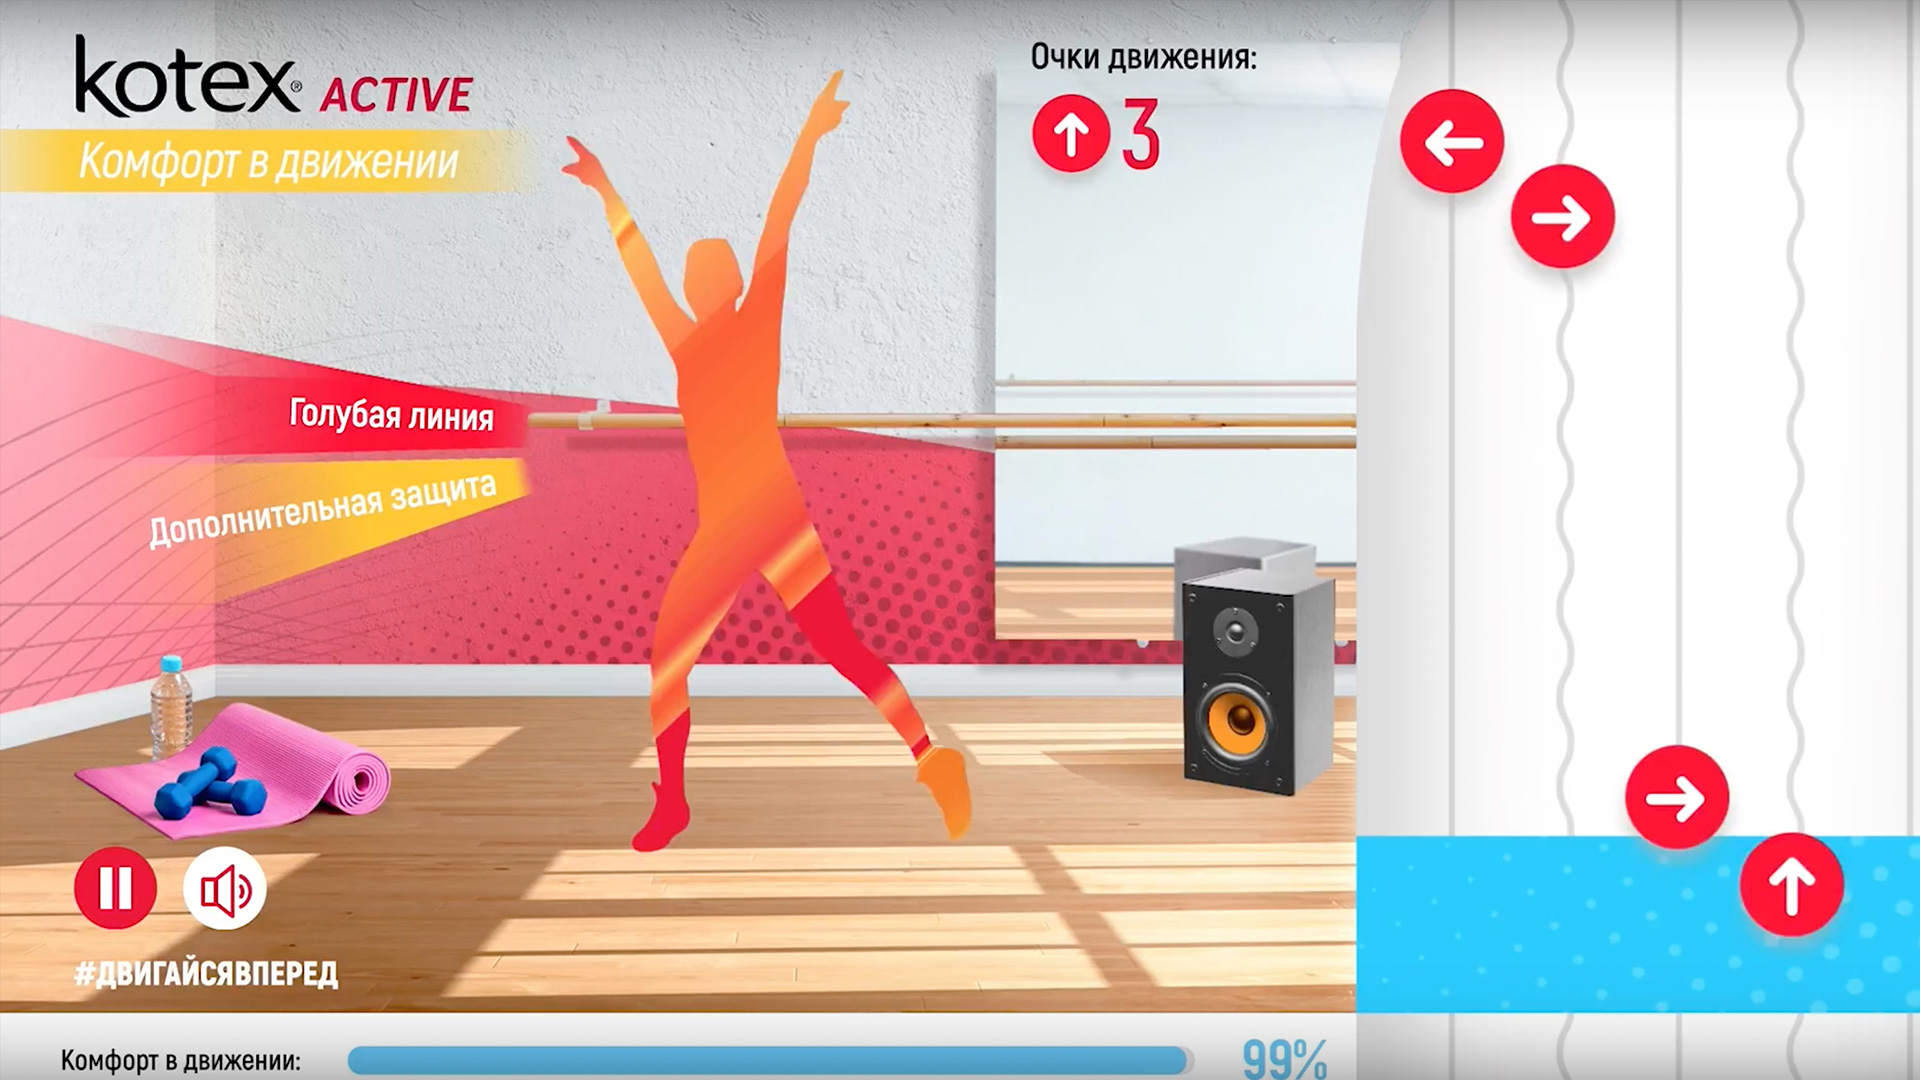 kotex® ACTIVE
Комфорт в движении
Очки движения:
3
Голубая линия
Дополнительная защита
#ДВИГАЙСЯВПЕРЕД
Комфорт в движении:
99%